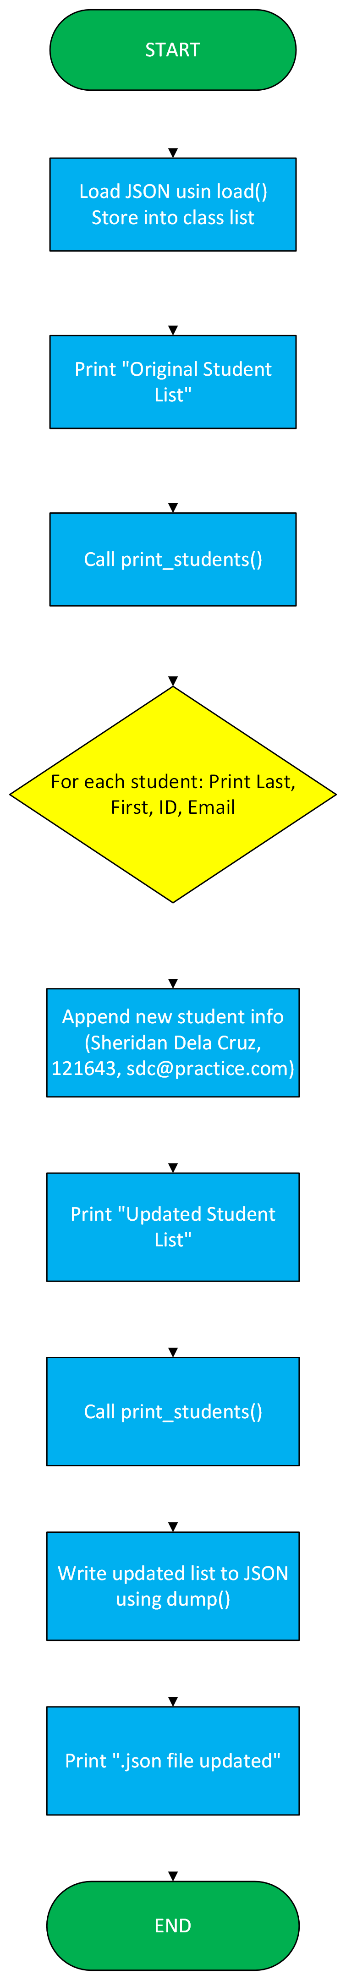 START
Load JSON usin load()
Store into class list
Print "Original Student
List"
Call print_students()
For each student: Print Last,
First, ID, Email
Append new student info
(Sheridan Dela Cruz,
121643, sdc@practice.com)
Print "Updated Student
List"
Call print_students()
Write updated list to JSON
using dump()
Print ".json file updated"
END